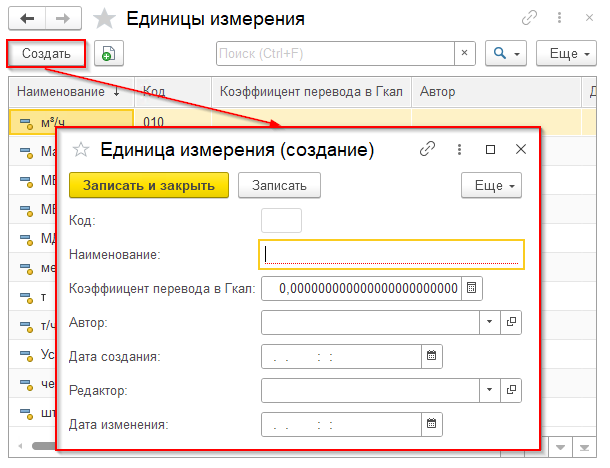 Единицы измерения
Создать
Поиск (Ctrl+F)
×
Еще
Наименование ↓ Код Коэффициент перевода в Гкал Автор Д
м³/ч 010
Ма
МВ
МВ
МД
ме
т
т/ч
Ус
че
шт
Единица измерения (создание)
Записать и закрыть Записать Еще
Код:
Наименование:
Коэффициент перевода в Гкал: 0,000000000000000000000000
Автор:
Дата создания: . . : :
Редактор:
Дата изменения: . . : :